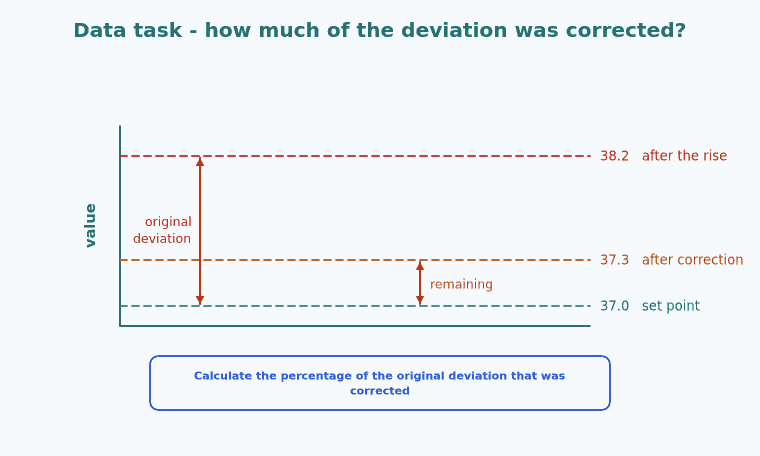 Data task - how much of the deviation was corrected?
value
38.2 after the rise
original
deviation
37.3 after correction
remaining
37.0 set point
Calculate the percentage of the original deviation that was
corrected